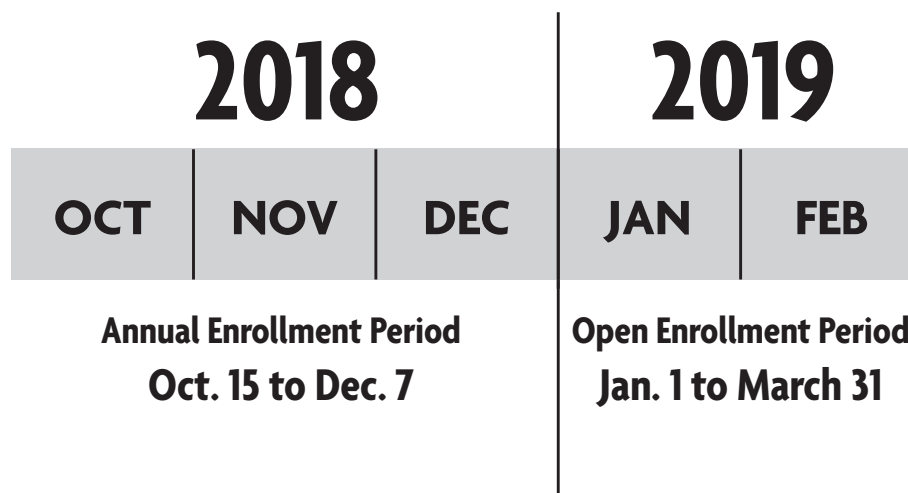 2018
2019
OCT NOV DEC JAN FEB
Annual Enrollment Period
Oct. 15 to Dec. 7
Open Enrollment Period
Jan. 1 to March 31